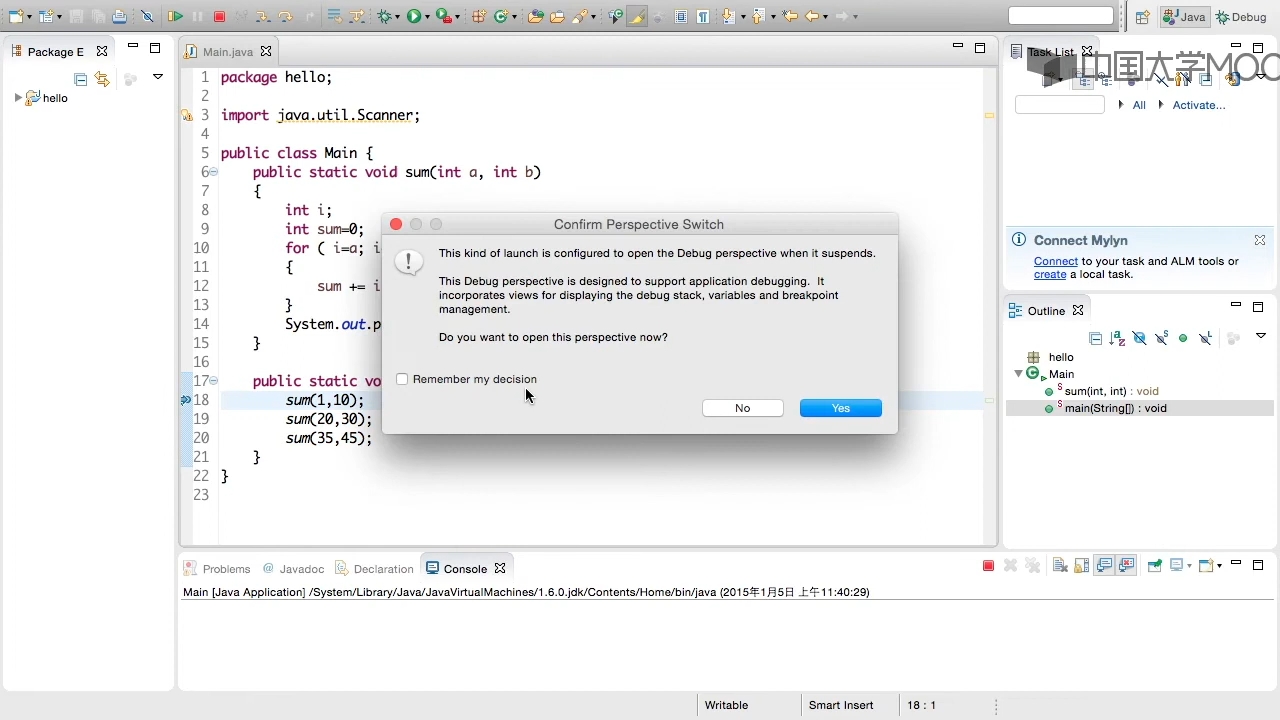 Java
Debug
Package E
hello
Main.java
1 package hello;
2
3 import java.util.Scanner;
4
5 public class Main {
6 public static void sum(int a, int b)
7 {
8 int i;
9 int sum=0;
10 for ( i=a; i
11 {
12 sum += i
13 }
14 System.out.p
15 }
16
17 public static vo
18 sum(1,10);
19 sum(20,30);
20 sum(35,45);
21 }
22 }
23
Confirm Perspective Switch
This kind of launch is configured to open the Debug perspective when it suspends.
This Debug perspective is designed to support application debugging. It
incorporates views for displaying the debug stack, variables and breakpoint
management.
Do you want to open this perspective now?
Remember my decision
No
Yes
Task List
中国大学MOO
All
Activate...
Connect Mylyn
Connect to your task and ALM tools or
create a local task.
Outline
hello
Main
sum(int, int) : void
main(String[]) : void
Problems
Javadoc
Declaration
Console
Main [Java Application] /System/Library/Java/JavaVirtualMachines/1.6.0.jdk/Contents/Home/bin/java (2015年1月5日 上午11:40:29)
Writable
Smart Insert
18 : 1